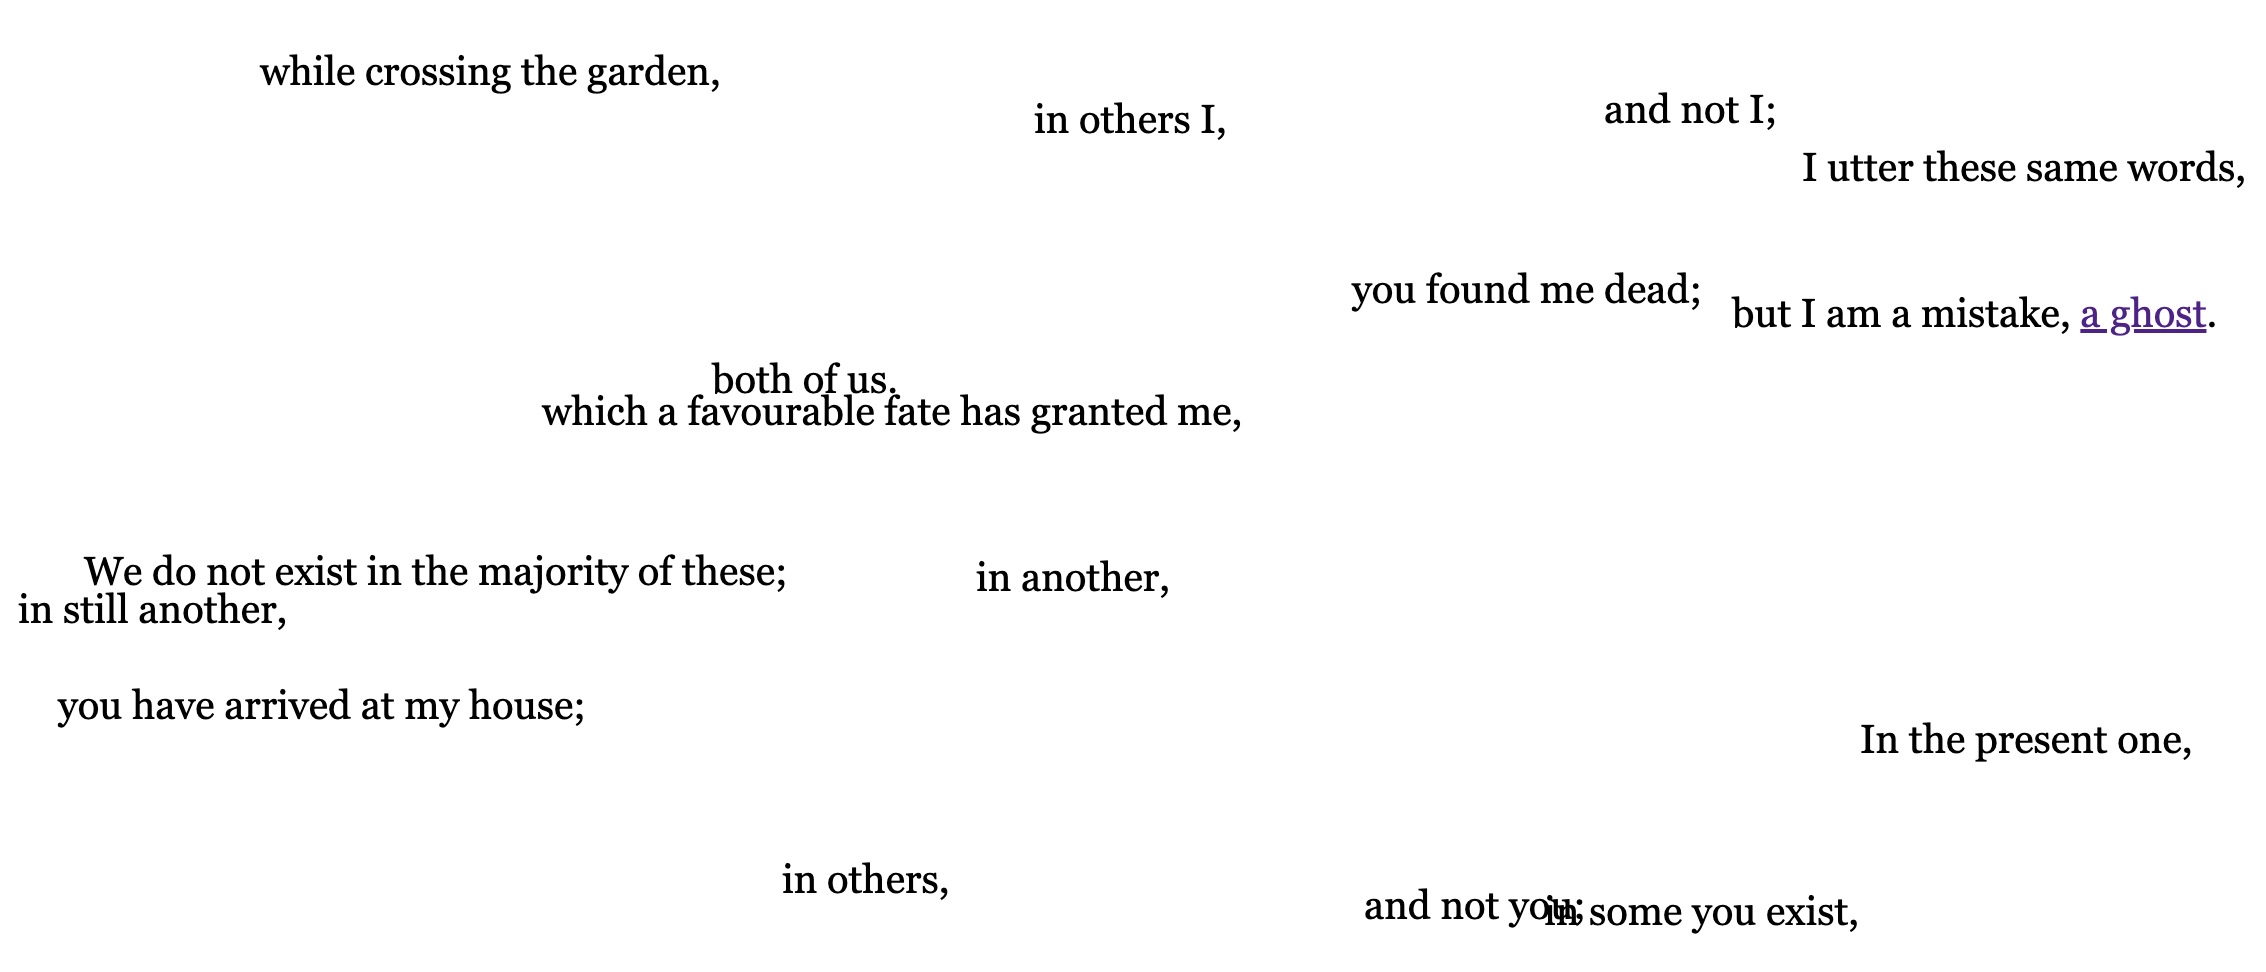 while crossing the garden,
in others I,
and not I;
I utter these same words,
you found me dead;
but I am a mistake, a ghost.
both of us.
which a favourable fate has granted me,
We do not exist in the majority of these;
in another,
in still another,
you have arrived at my house;
In the present one,
in others,
and not you;
in some you exist,